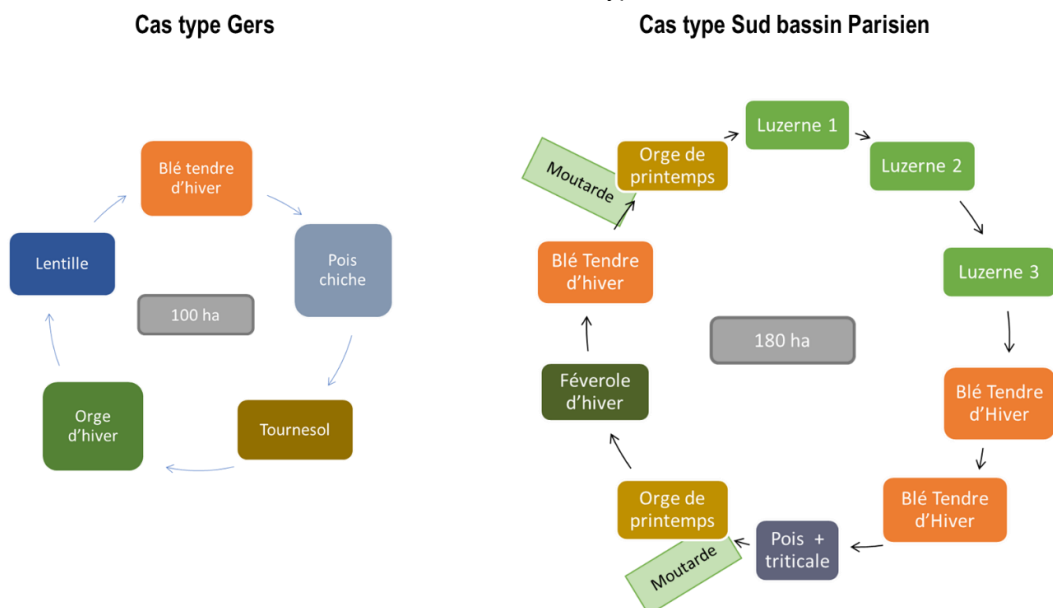 Cas type Gers
Blé tendre
d'hiver
Pois
chiche
Tournesol
Orge
d'hiver
Lentille
100 ha
Cas type Sud bassin Parisien
Luzerne 1
Luzerne 2
Luzerne 3
Blé Tendre
d'Hiver
Blé Tendre
d'Hiver
Pois +
triticale
Moutarde
Orge de
printemps
Féverole
d'hiver
Blé Tendre
d'hiver
Moutarde
Orge de
printemps
180 ha